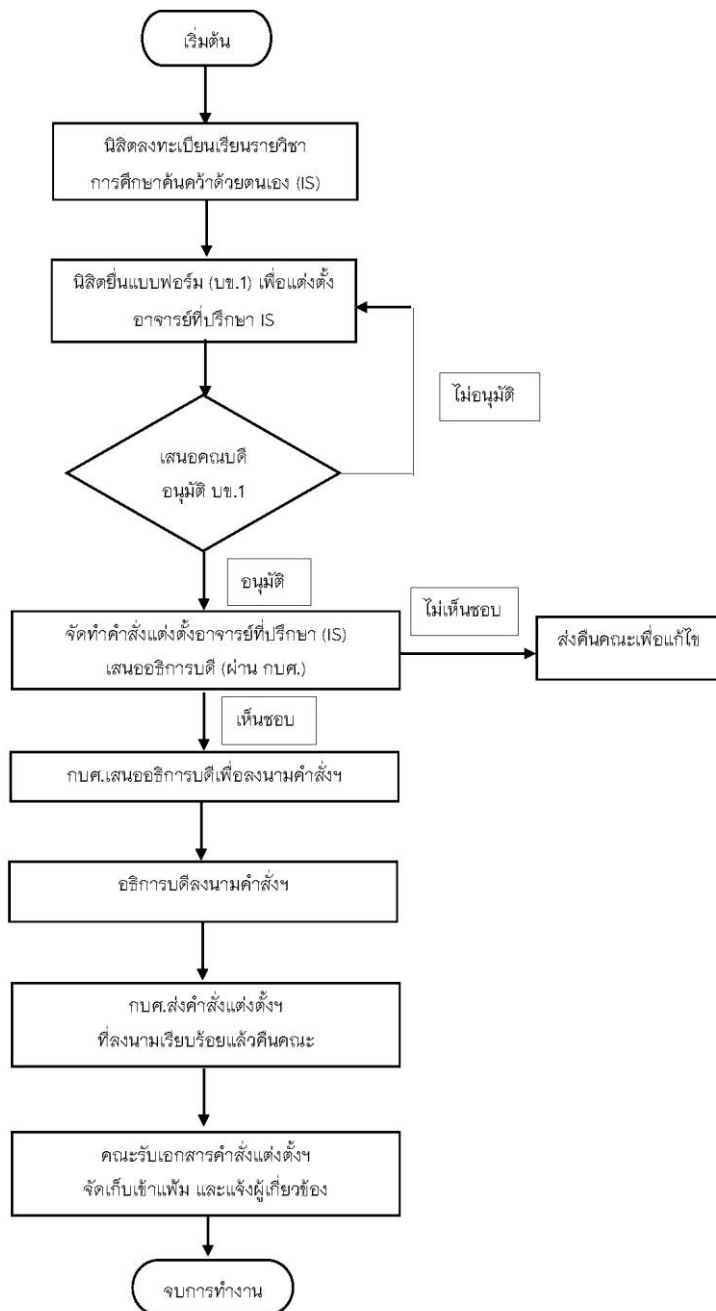 เริ่มต้น
นิสิตลงทะเบียนเรียนรายวิชา
การศึกษาค้นคว้าด้วยตนเอง (IS)
นิสิตยื่นแบบฟอร์ม (บข.1) เพื่อแต่งตั้ง
อาจารย์ที่ปรึกษา IS
ไม่อนุมัติ
เสนอคณบดี
อนุมัติ บข.1
อนุมัติ
ไม่เห็นชอบ
จัดทำคำสั่งแต่งตั้งอาจารย์ที่ปรึกษา (IS)
เสนออธิการบดี (ผ่าน กบศ.)
ส่งคืนคณะเพื่อแก้ไข
เห็นชอบ
กบศ.เสนออธิการบดีเพื่อลงนามคำสั่งฯ
อธิการบดีลงนามคำสั่งฯ
กบศ.ส่งคำสั่งแต่งตั้งฯ
ที่ลงนามเรียบร้อยแล้วคืนคณะ
คณะรับเอกสารคำสั่งแต่งตั้งฯ
จัดเก็บเข้าแฟ้ม และแจ้งผู้เกี่ยวข้อง
จบการทำงาน